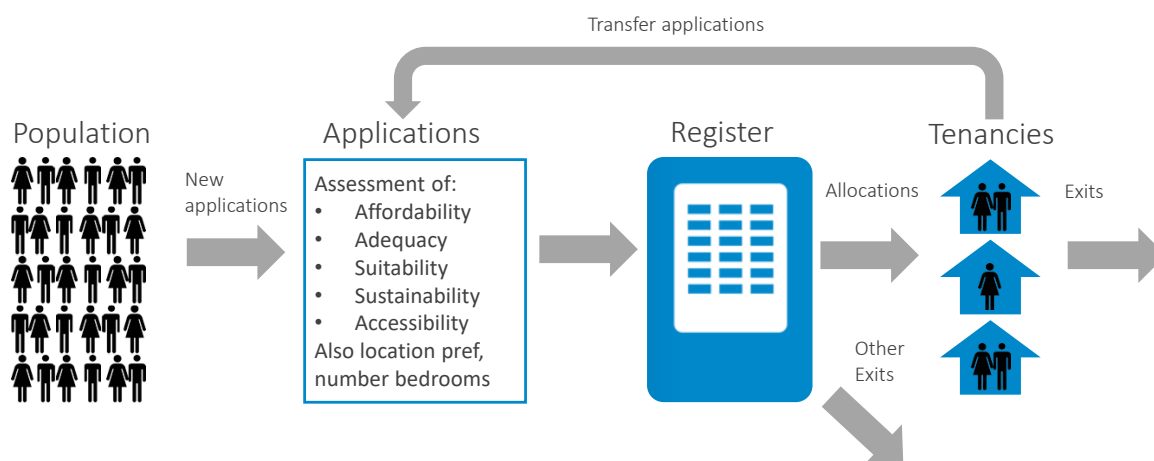 Transfer applications
Population
Applications
Register
Tenancies
New
applications
Assessment of:
• Affordability
• Adequacy
• Suitability
• Sustainability
• Accessibility
Also location pref,
number bedrooms
Allocations
Exits
Other
Exits